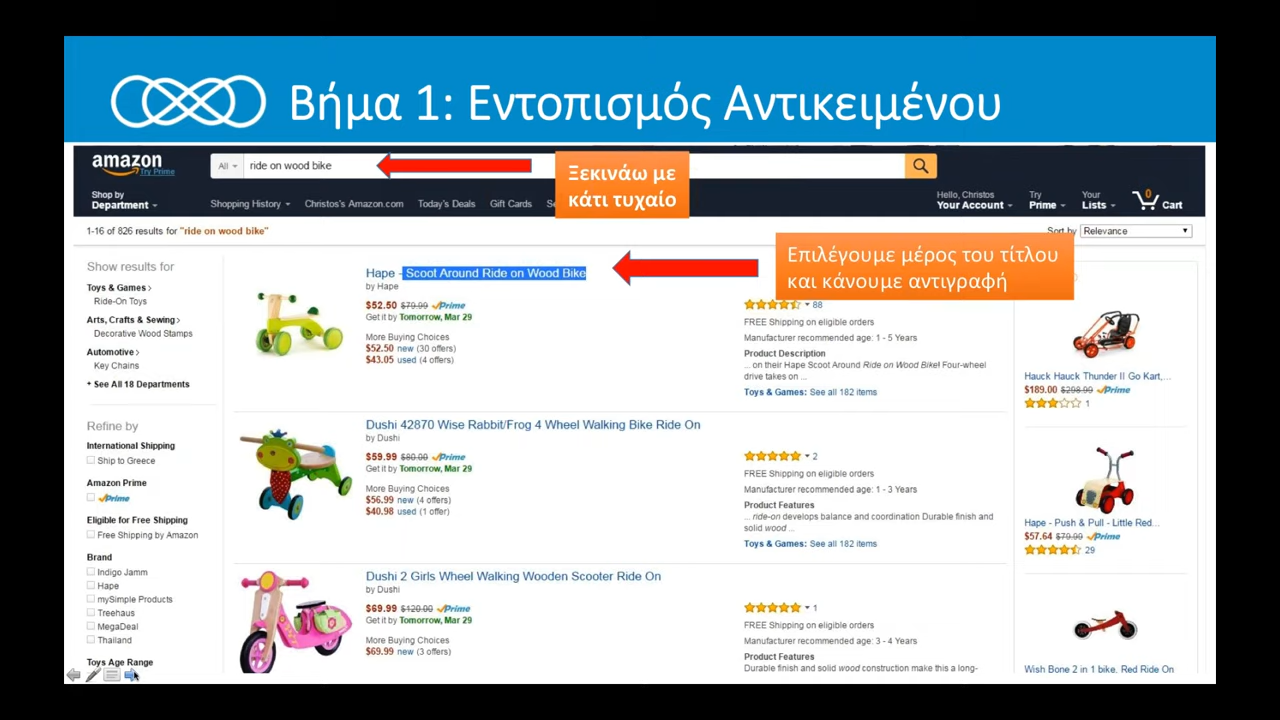 Βήμα 1: Εντοπισμός Αντικειμένου
amazon
Try Prime
All
ride on wood bike
Ξεκινάω με
κάτι τυχαίο
Shop by
Department
Shopping History
Christos's Amazon.com
Today's Deals
Gift Cards
Hello, Christos
Your Account
Try
Prime
Your
Lists
0
Cart
1-16 of 826 results for "ride on wood bike"
Sort by
Relevance
Επιλέγουμε μέρος του τίτλου
και κάνουμε αντιγραφή
Show results for
Toys & Games
Ride-On Toys
Arts, Crafts & Sewing
Decorative Wood Stamps
Automotive
Key Chains
+ See All 18 Departments
Refine by
International Shipping
Ship to Greece
Amazon Prime
Prime
Eligible for Free Shipping
Free Shipping by Amazon
Brand
Indigo Jamm
Hape
mySimple Products
Treehaus
MegaDeal
Thailand
Toys Age Range
Hape - Scoot Around Ride on Wood Bike
by Hape
$52.50 $79.99 Prime
Get it by Tomorrow, Mar 29
More Buying Choices
$52.50 new (30 offers)
$43.05 used (4 offers)
88
FREE Shipping on eligible orders
Manufacturer recommended age: 1 - 5 Years
Product Description
... on their Hape Scoot Around Ride on Wood Bike! Four-wheel
drive takes on ...
Toys & Games: See all 182 items
Dushi 42870 Wise Rabbit/Frog 4 Wheel Walking Bike Ride On
by Dushi
$59.99 $80.00 Prime
Get it by Tomorrow, Mar 29
More Buying Choices
$56.99 new (4 offers)
$40.98 used (1 offer)
2
FREE Shipping on eligible orders
Manufacturer recommended age: 1 - 3 Years
Product Features
... ride-on develops balance and coordination Durable finish and
solid wood ...
Toys & Games: See all 182 items
Dushi 2 Girls Wheel Walking Wooden Scooter Ride On
by Dushi
$69.99 $120.00 Prime
Get it by Tomorrow, Mar 29
More Buying Choices
$69.99 new (3 offers)
1
FREE Shipping on eligible orders
Manufacturer recommended age: 3 - 4 Years
Product Features
Durable finish and solid wood construction make this a long-
Hauck Hauck Thunder II Go Kart,...
$189.00 $298.99 Prime
1
Hape - Push & Pull - Little Red...
$57.64 $79.99 Prime
29
Wish Bone 2 in 1 bike, Red Ride On